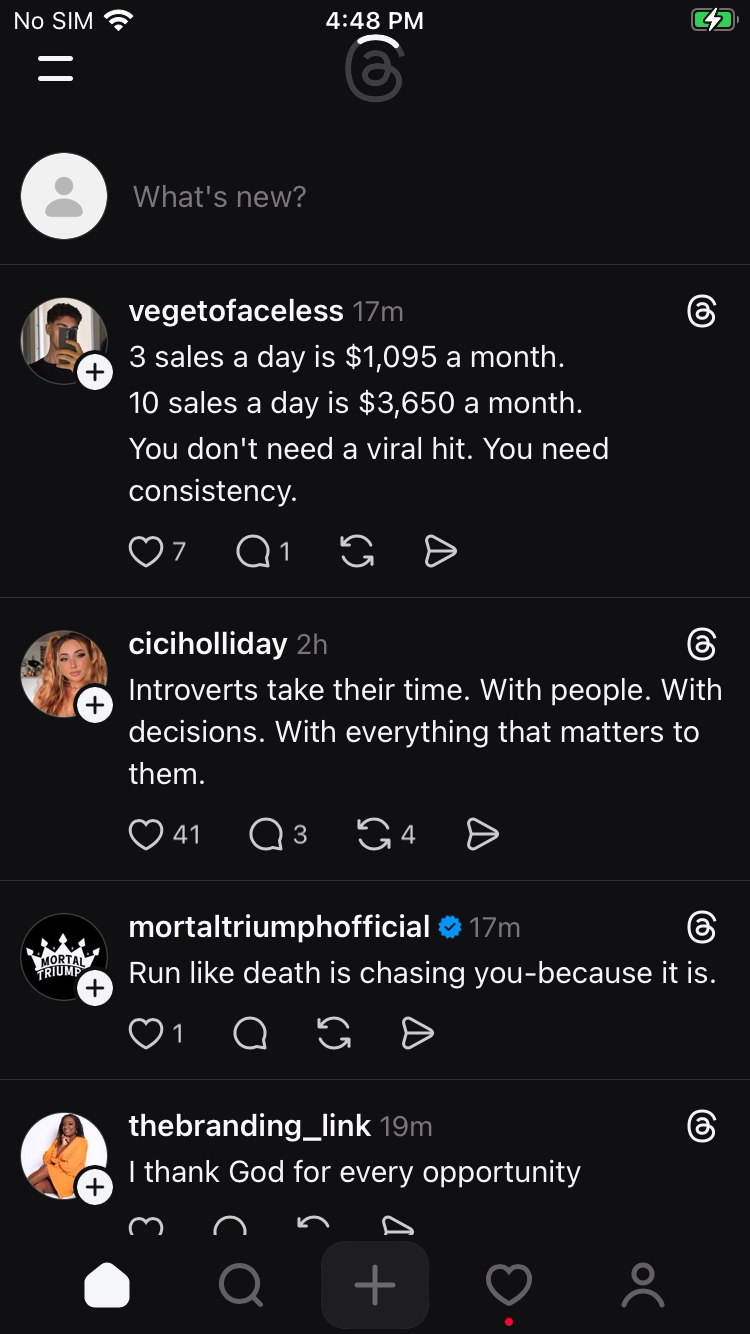 No SIM 4:48 PM
What's new?
vegetofaceless 17m
3 sales a day is $1,095 a month.
10 sales a day is $3,650 a month.
You don't need a viral hit. You need
consistency.
7 1
ciciholliday 2h
Introverts take their time. With people. With
decisions. With everything that matters to
them.
41 3 4
mortaltriumphofficial 17m
MORTAL
TRIUMP
Run like death is chasing you-because it is.
1
thebranding_link 19m
I thank God for every opportunity